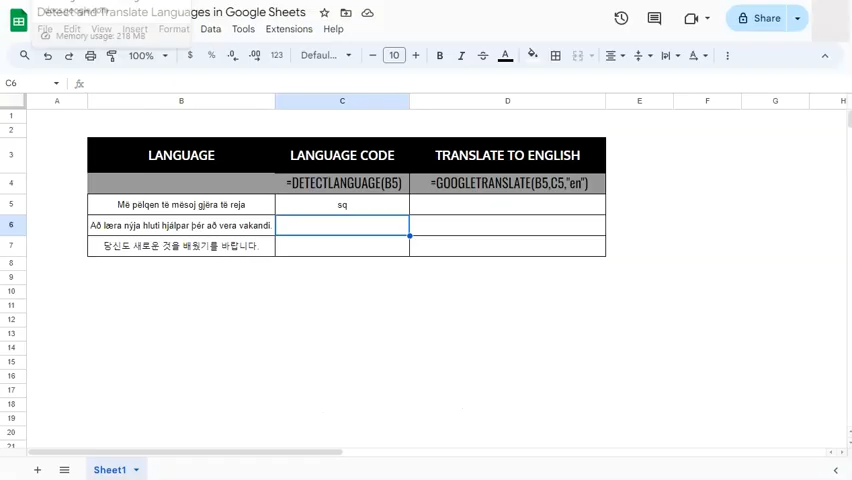 Detect and Translate Languages in Google Sheets
Memory usage: 218 MB
File Edit View Insert Format Data Tools Extensions Help
Share
100% $ % .0 .00 123 Defaul... 10 B I A
C6 fx
A B C D E F G H
1
2
3 LANGUAGE LANGUAGE CODE TRANSLATE TO ENGLISH
4 =DETECTLANGUAGE(B5) =GOOGLETRANSLATE(B5,C5,"en")
5 Më pëlqen të mësoj gjëra të reja sq
6 Að læra nýja hluti hjálpar þér að vera vakandi.
7 당신도 새로운 것을 배웠기를 바랍니다.
8
9
10
11
12
13
14
15
16
17
18
19
20
21
Sheet1